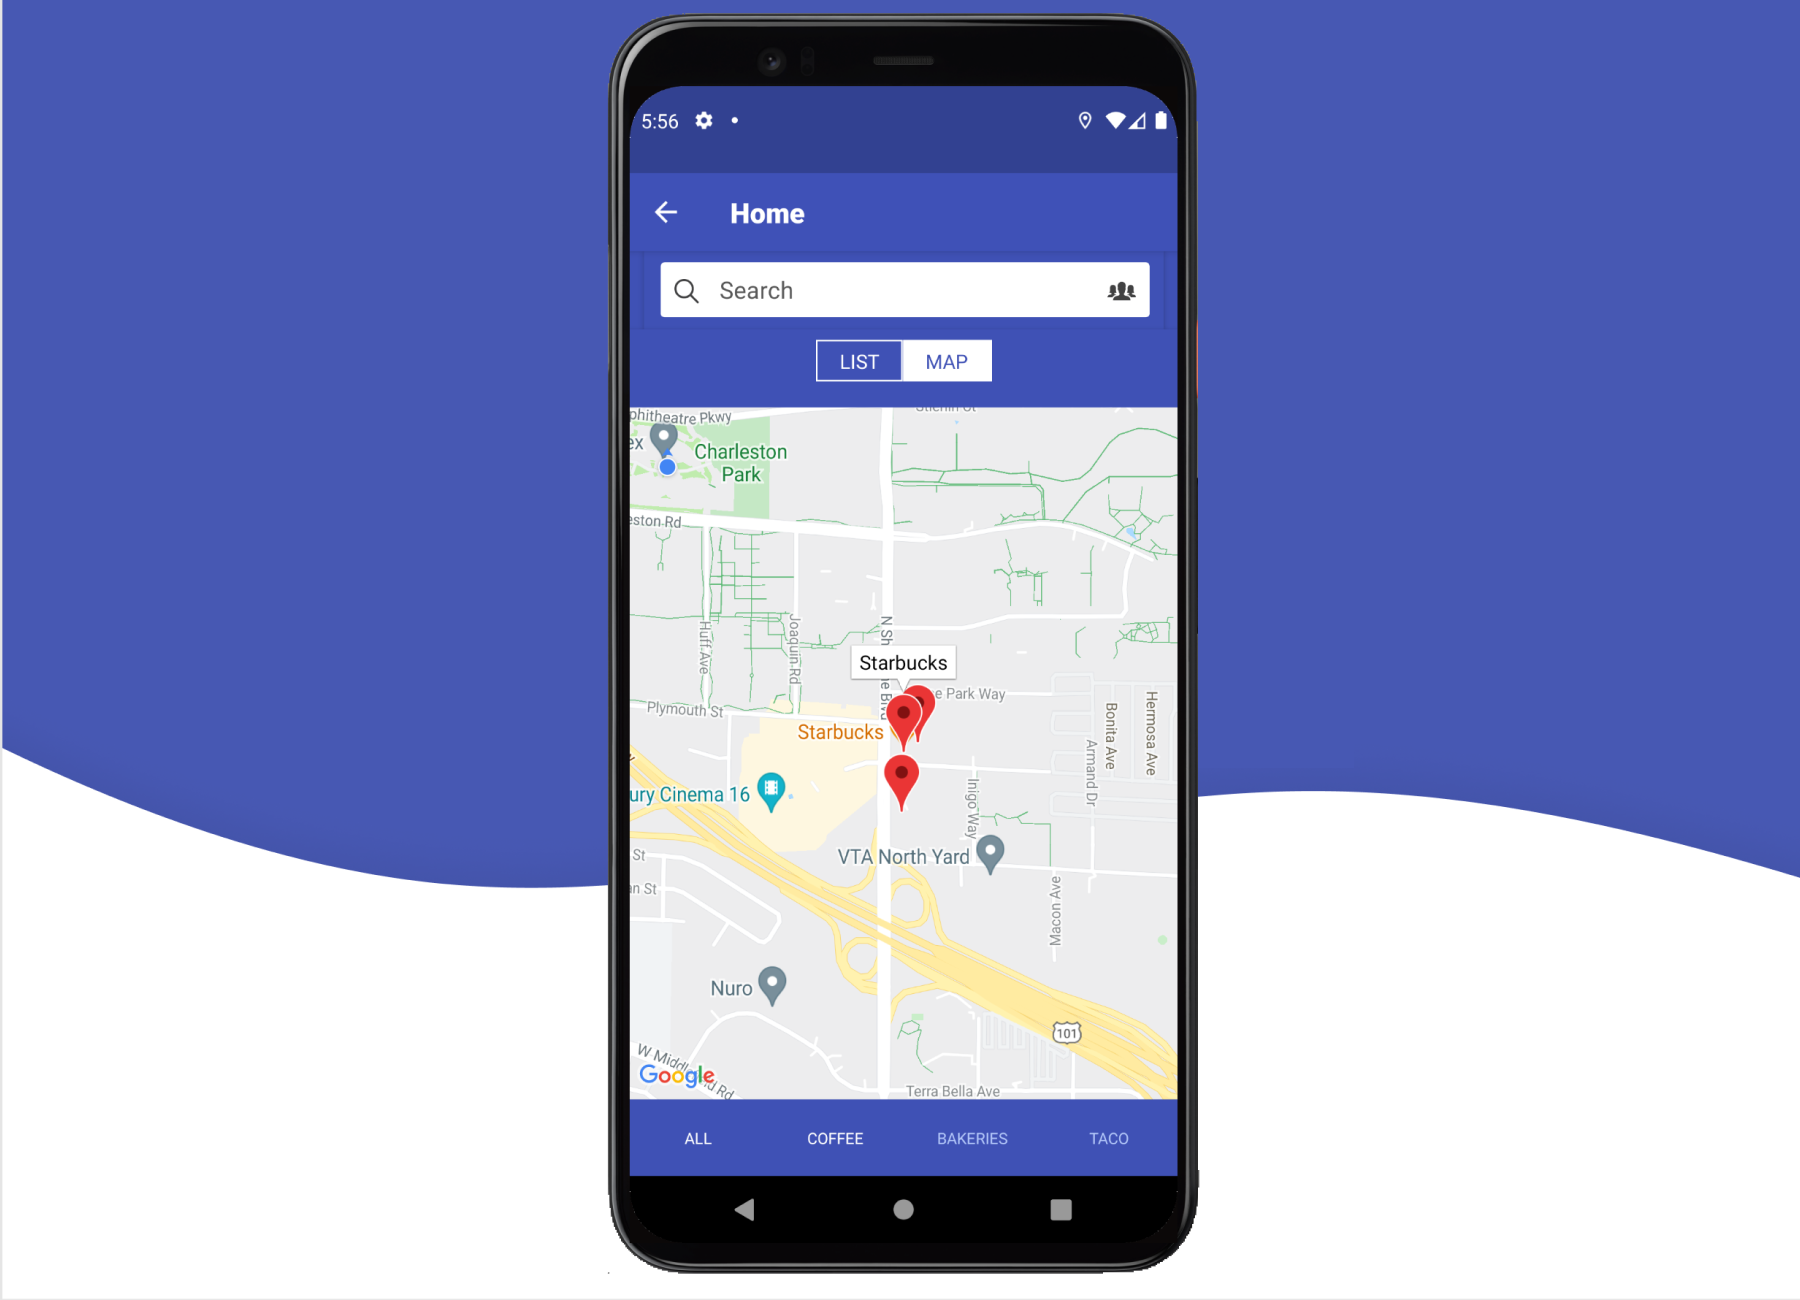 5:56
Home
Search
LIST MAP
phitheatre Pkwy
ex
Charleston
Park
eston Rd
Huff Ave
Joaquin Rd
N Sh
e Blvd
Starbucks
e Park Way
Plymouth St
Starbucks
Hermosa Ave
Bonita Ave
Armand Dr
ury Cinema 16
Inigo Way
VTA North Yard
St
an St
Macon Ave
Nuro
101
W Middl
d Rd
Google
Terra Bella Ave
ALL COFFEE BAKERIES TACO